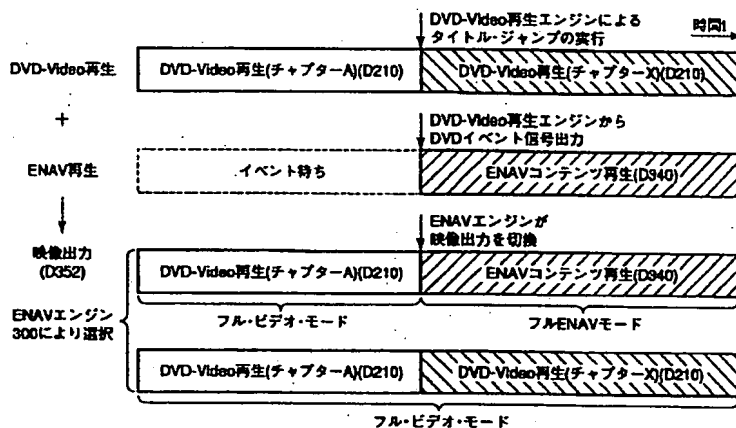 DVD-Video再生エンジンによる
タイトル・ジャンプの実行
時間t
DVD-Video再生
DVD-Video再生(チャプターA)(D210)
DVD-Video再生(チャプターX)(D210)
+
DVD-Video再生エンジンから
DVDイベント信号出力
ENAV再生
イベント待ち
ENAVコンテンツ再生(D340)
ENAVエンジンが
映像出力を切換
映像出力
(D352)
DVD-Video再生(チャプターA)(D210)
ENAVコンテンツ再生(D340)
フル・ビデオ・モード
フルENAVモード
ENAVエンジン
300により選択
DVD-Video再生(チャプターA)(D210)
DVD-Video再生(チャプターX)(D210)
フル・ビデオ・モード